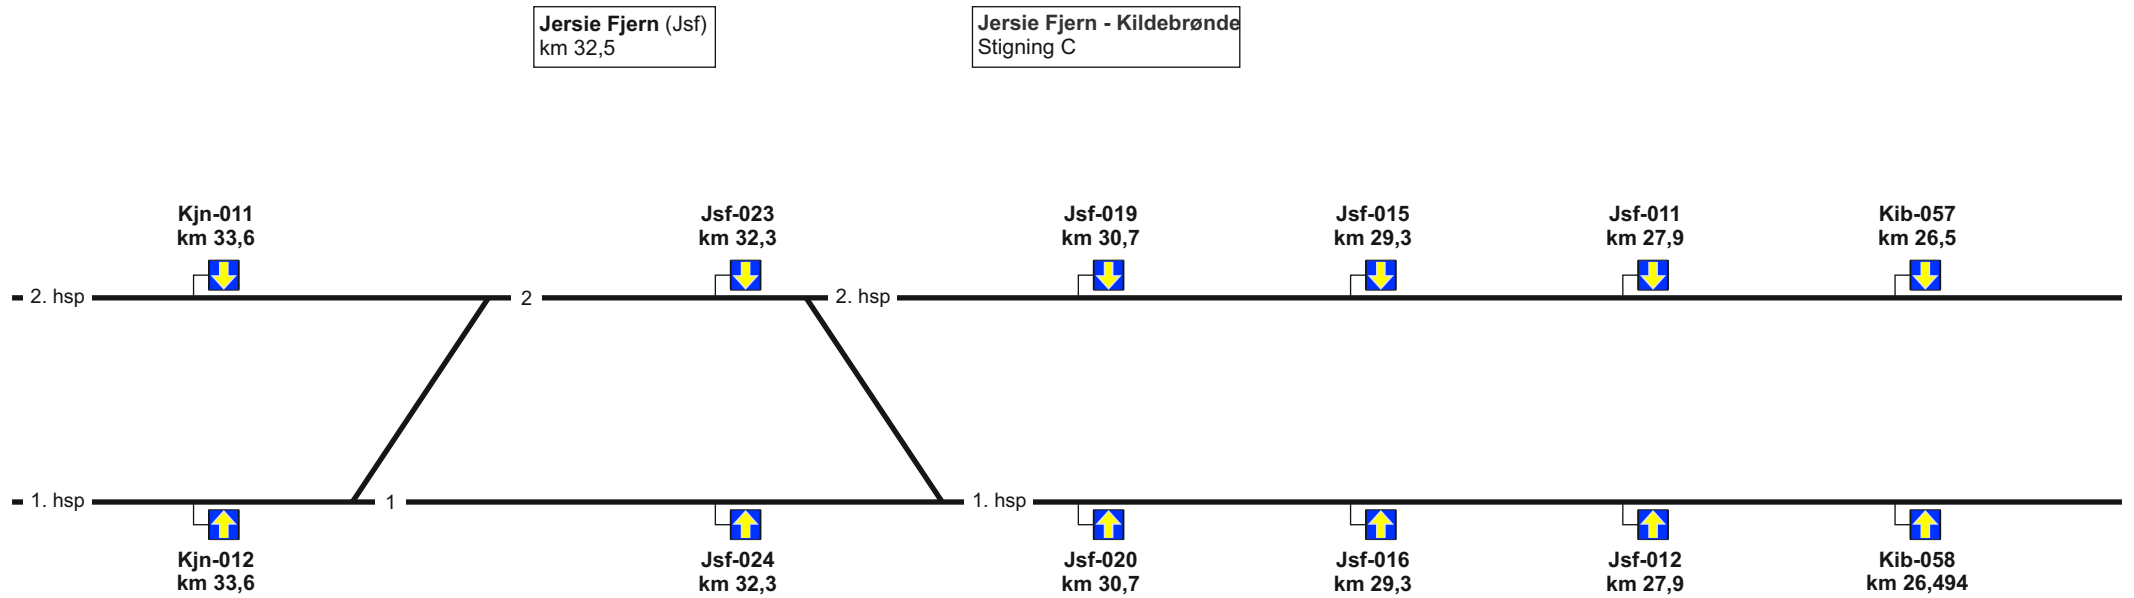 Jersie Fjern (Jsf)
km 32,5
Jersie Fjern - Kildebrønde
Stigning C
Kjn-011
km 33,6
Jsf-023
km 32,3
Jsf-019
km 30,7
Jsf-015
km 29,3
Jsf-011
km 27,9
Kib-057
km 26,5
2. hsp
2
2. hsp
1. hsp
1
1. hsp
Kjn-012
km 33,6
Jsf-024
km 32,3
Jsf-020
km 30,7
Jsf-016
km 29,3
Jsf-012
km 27,9
Kib-058
km 26,494